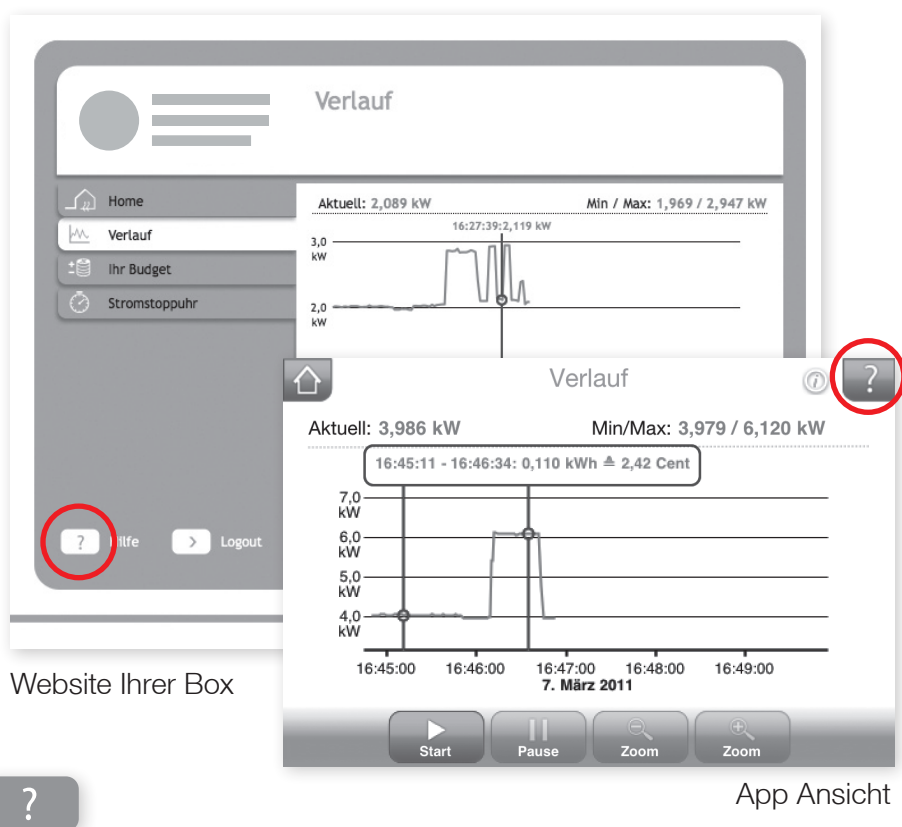 Verlauf
Home
Verlauf
Ihr Budget
Stromstoppuhr
Aktuell: 2,089 kW Min / Max: 1,969 / 2,947 kW
16:27:39:2,119 kW
3,0
kW
2,0
kW
? Hilfe > Logout
Website Ihrer Box
Verlauf i ?
Aktuell: 3,986 kW Min/Max: 3,979 / 6,120 kW
16:45:11 - 16:46:34: 0,110 kWh ≙ 2,42 Cent
7,0
kW
6,0
kW
5,0
kW
4,0
kW
16:45:00 16:46:00 16:47:00 16:48:00 16:49:00
7. März 2011
Start Pause Zoom Zoom
App Ansicht
?